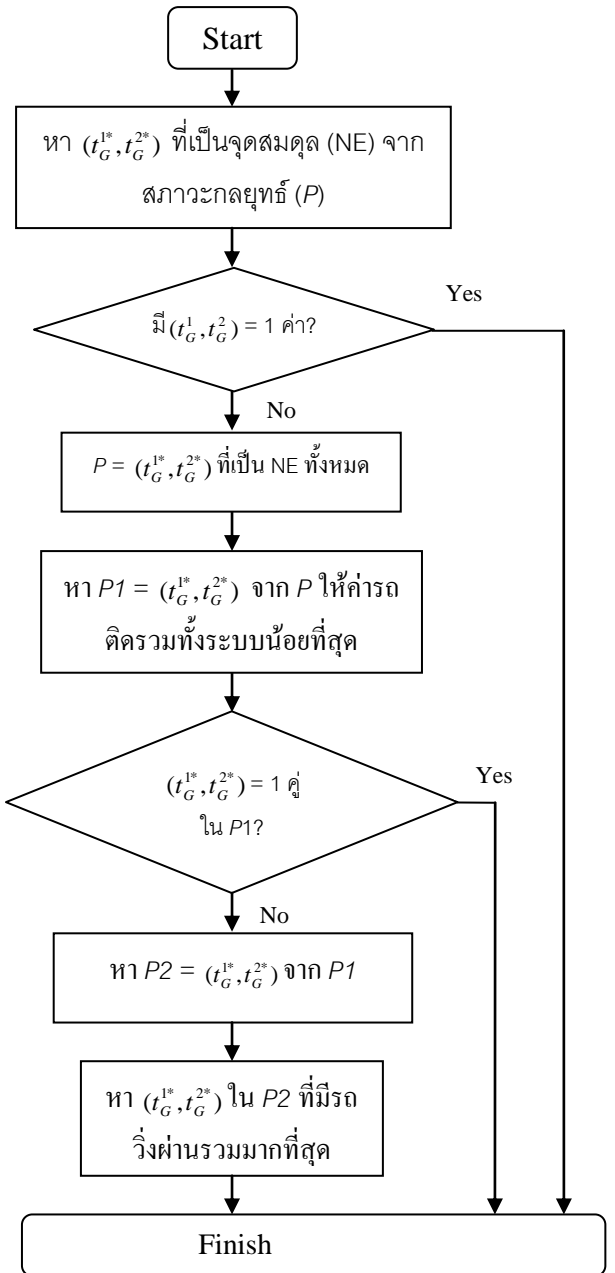 Start
หา $(t_G^{1*}, t_G^{2*})$ ที่เป็นจุดสมดุล (NE) จาก
สภาวะกลยุทธ์ (P)
Yes
มี $(t_G^1, t_G^2)$ = 1 ค่า?
No
P = $(t_G^{1*}, t_G^{2*})$ ที่เป็น NE ทั้งหมด
หา P1 = $(t_G^{1*}, t_G^{2*})$ จาก P ให้ค่ารถ
ติดรวมทั้งระบบน้อยที่สุด
Yes
$(t_G^{1*}, t_G^{2*})$ = 1 คู่
ใน P1?
No
หา P2 = $(t_G^{1*}, t_G^{2*})$ จาก P1
หา $(t_G^{1*}, t_G^{2*})$ ใน P2 ที่มีรถ
วิ่งผ่านรวมมากที่สุด
Finish